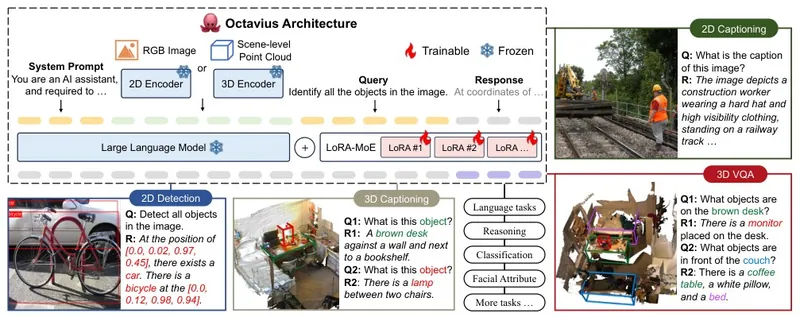 Octavius Architecture
RGB Image
or
Scene-level
Point Cloud
Trainable
Frozen
System Prompt
You are an AI assistant,
and required to …
2D Encoder
3D Encoder
Query
Identify all the objects in the image.
Response
At coordinates of …
Large Language Model
+
LoRA-MoE
LoRA #1
LoRA #2
LoRA …
2D Captioning
Q: What is the caption
of this image?
R: The image depicts a
construction worker
wearing a hard hat and
high visibility clothing,
standing on a railway
track …
2D Detection
Q: Detect all objects
in the image.
R: At the position of
[0.0, 0.02, 0.97,
0.45], there exists a
car. There is a
bicycle at the [0.0,
0.12, 0.98, 0.94].
3D Captioning
Q1: What is this object?
R1: A brown desk
against a wall and next
to a bookshelf.
Q2: What is this object?
R2: There is a lamp
between two chairs.
Language tasks
Reasoning
Classification
Facial Attribute
More tasks …
3D VQA
Q1: What objects are
on the brown desk?
R1: There is a monitor
placed on the desk.
Q2: What objects are
in front of the couch?
R2: There is a coffee
table, a white pillow,
and a bed.